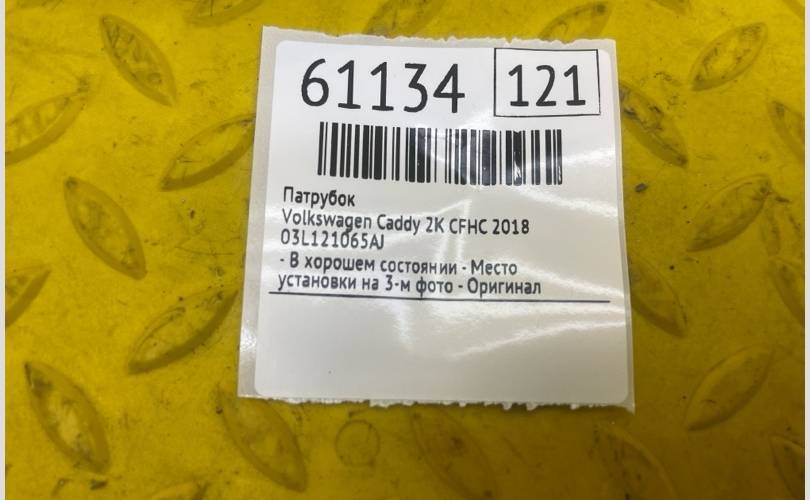 61134 121
Патрубок
Volkswagen Caddy 2K CFHC 2018
03L121065AJ
- В хорошем состоянии - Место
установки на 3-м фото - Оригинал